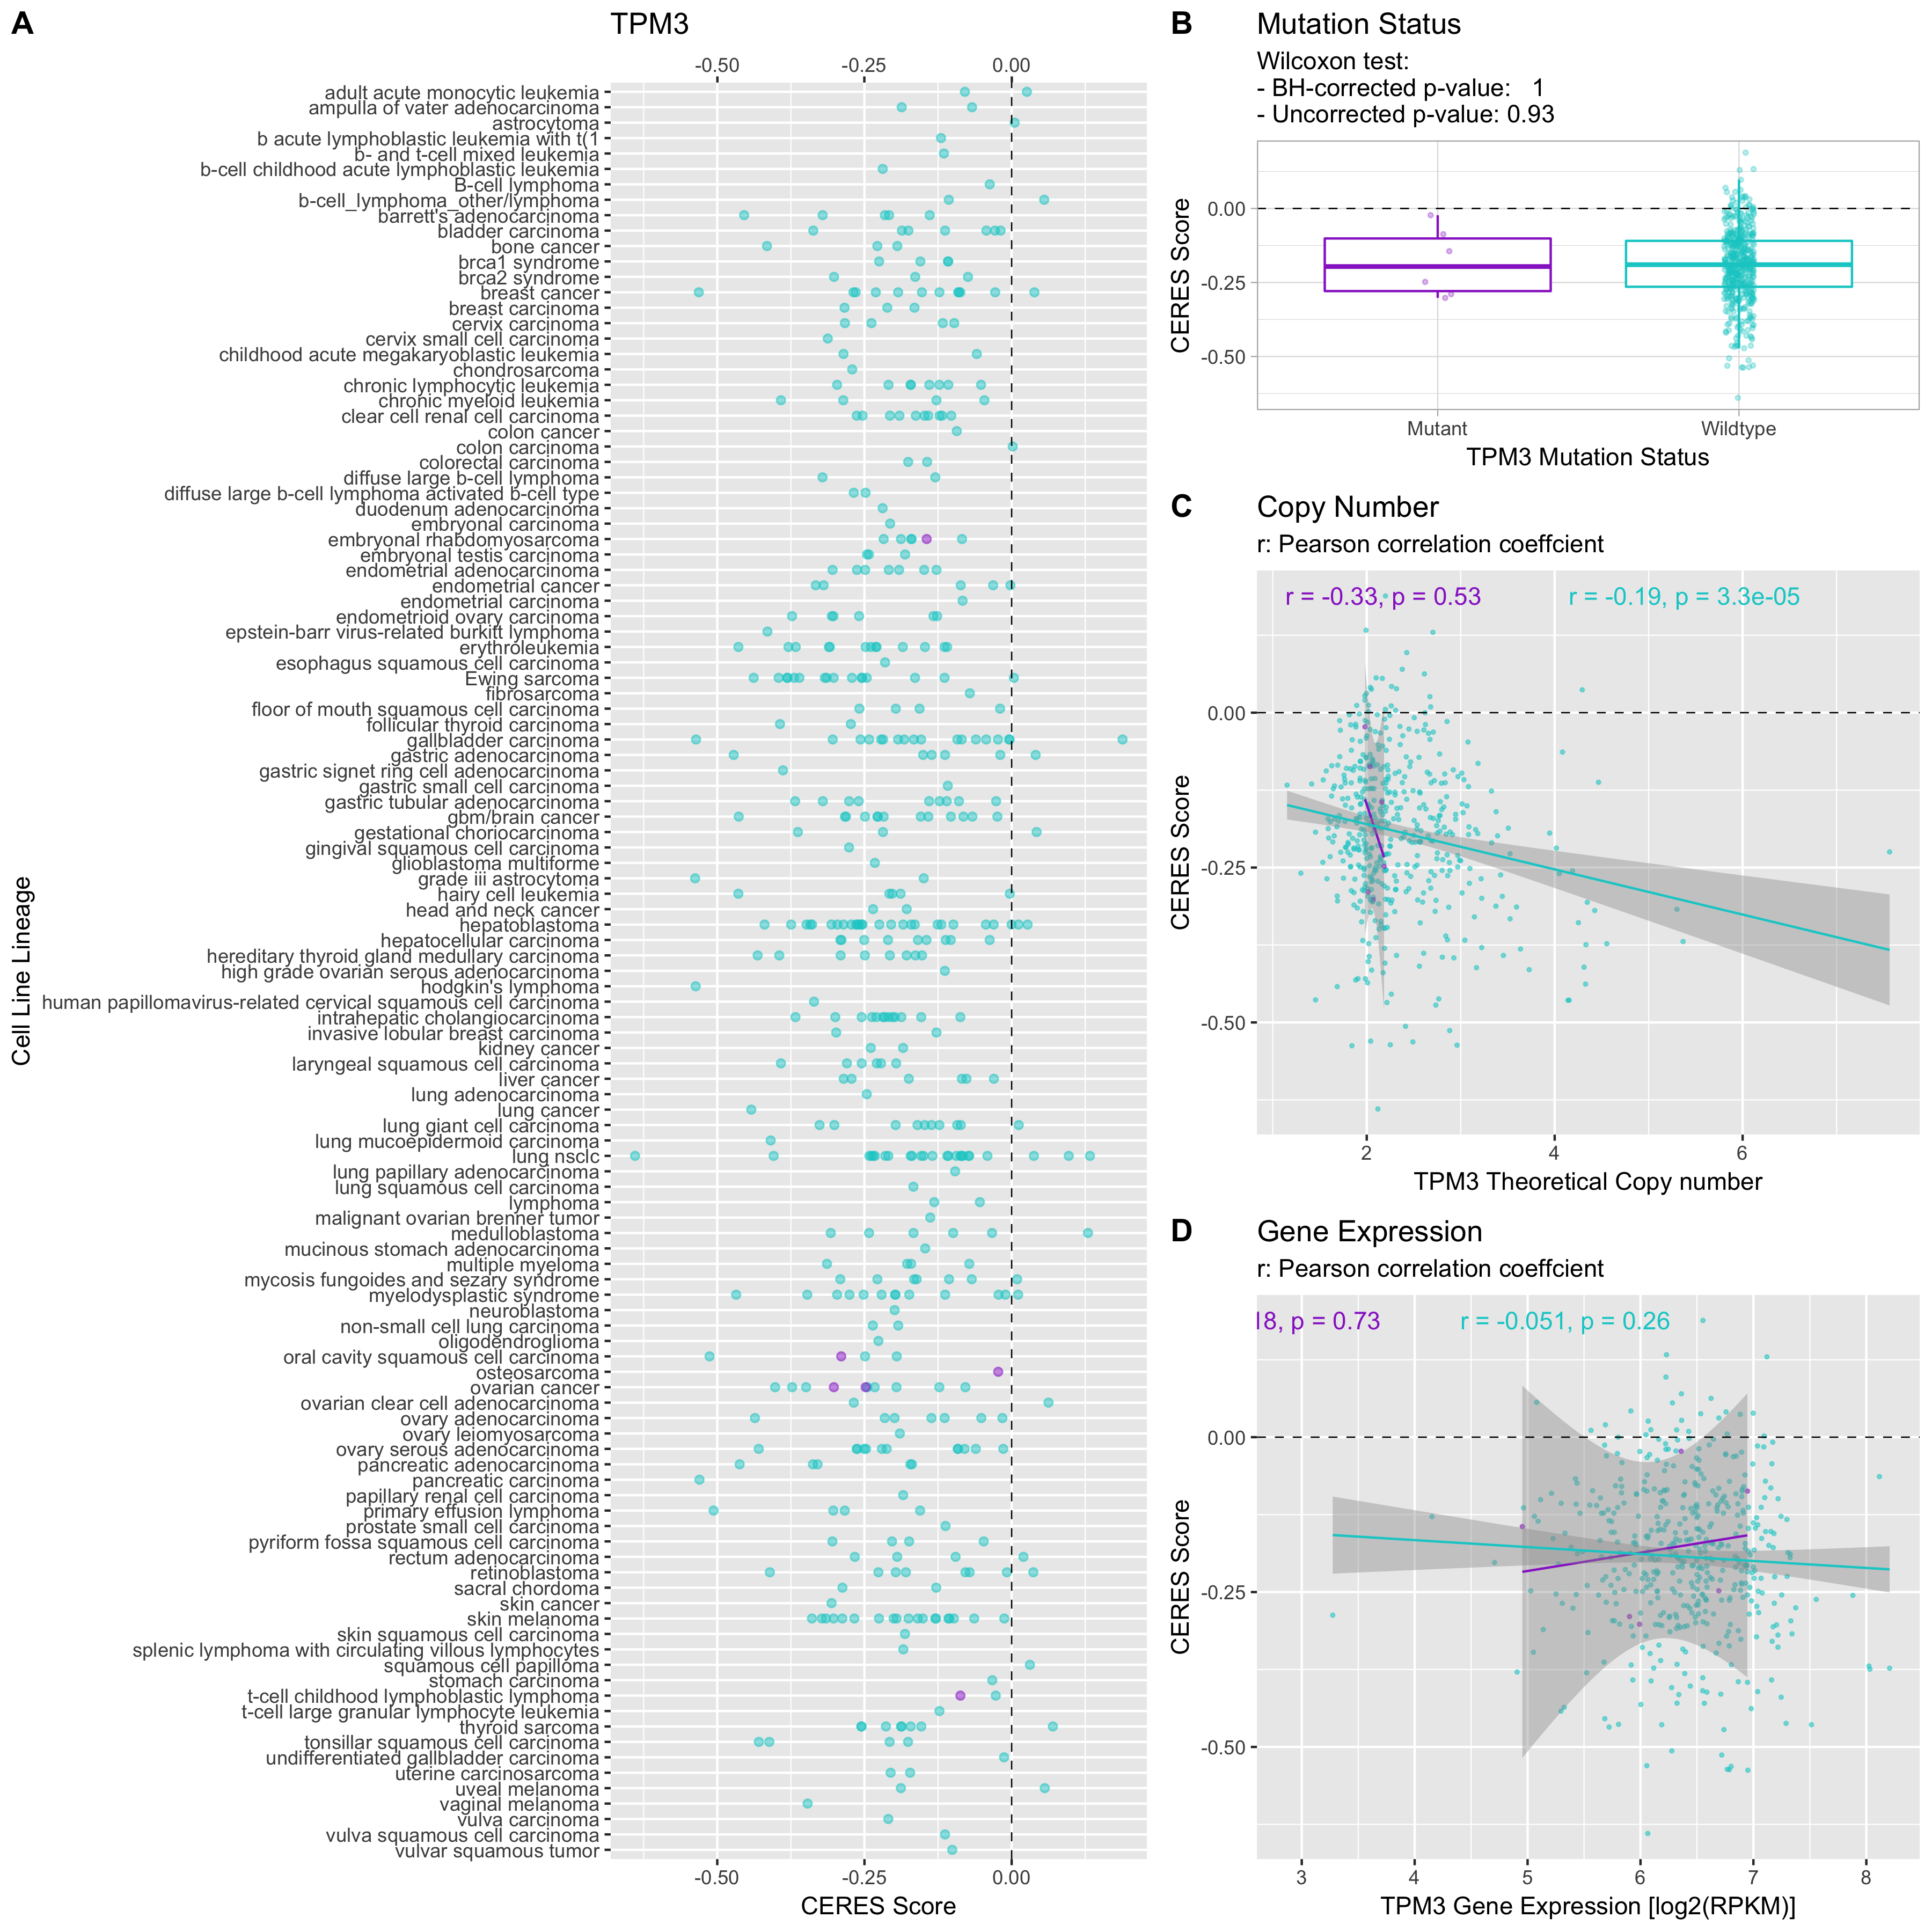 A
TPM3
-0.50 -0.25 0.00
Cell Line Lineage
adult acute monocytic leukemia
ampulla of vater adenocarcinoma
astrocytoma
b acute lymphoblastic leukemia with t(1
b- and t-cell mixed leukemia
b-cell childhood acute lymphoblastic leukemia
B-cell lymphoma
b-cell_lymphoma_other/lymphoma
barrett's adenocarcinoma
bladder carcinoma
bone cancer
brca1 syndrome
brca2 syndrome
breast cancer
breast carcinoma
cervix carcinoma
cervix small cell carcinoma
childhood acute megakaryoblastic leukemia
chondrosarcoma
chronic lymphocytic leukemia
chronic myeloid leukemia
clear cell renal cell carcinoma
colon cancer
colon carcinoma
colorectal carcinoma
diffuse large b-cell lymphoma
diffuse large b-cell lymphoma activated b-cell type
duodenum adenocarcinoma
embryonal carcinoma
embryonal rhabdomyosarcoma
embryonal testis carcinoma
endometrial adenocarcinoma
endometrial cancer
endometrial carcinoma
endometrioid ovary carcinoma
epstein-barr virus-related burkitt lymphoma
erythroleukemia
esophagus squamous cell carcinoma
Ewing sarcoma
fibrosarcoma
floor of mouth squamous cell carcinoma
follicular thyroid carcinoma
gallbladder carcinoma
gastric adenocarcinoma
gastric signet ring cell adenocarcinoma
gastric small cell carcinoma
gastric tubular adenocarcinoma
gbm/brain cancer
gestational choriocarcinoma
gingival squamous cell carcinoma
glioblastoma multiforme
grade iii astrocytoma
hairy cell leukemia
head and neck cancer
hepatoblastoma
hepatocellular carcinoma
hereditary thyroid gland medullary carcinoma
high grade ovarian serous adenocarcinoma
hodgkin's lymphoma
human papillomavirus-related cervical squamous cell carcinoma
intrahepatic cholangiocarcinoma
invasive lobular breast carcinoma
kidney cancer
laryngeal squamous cell carcinoma
liver cancer
lung adenocarcinoma
lung cancer
lung giant cell carcinoma
lung mucoepidermoid carcinoma
lung nsclc
lung papillary adenocarcinoma
lung squamous cell carcinoma
lymphoma
malignant ovarian brenner tumor
medulloblastoma
mucinous stomach adenocarcinoma
multiple myeloma
mycosis fungoides and sezary syndrome
myelodysplastic syndrome
neuroblastoma
non-small cell lung carcinoma
oligodendroglioma
oral cavity squamous cell carcinoma
osteosarcoma
ovarian cancer
ovarian clear cell adenocarcinoma
ovary adenocarcinoma
ovary leiomyosarcoma
ovary serous adenocarcinoma
pancreatic adenocarcinoma
pancreatic carcinoma
papillary renal cell carcinoma
primary effusion lymphoma
prostate small cell carcinoma
pyriform fossa squamous cell carcinoma
rectum adenocarcinoma
retinoblastoma
sacral chordoma
skin cancer
skin melanoma
skin squamous cell carcinoma
splenic lymphoma with circulating villous lymphocytes
squamous cell papilloma
stomach carcinoma
t-cell childhood lymphoblastic lymphoma
t-cell large granular lymphocyte leukemia
thyroid sarcoma
tonsillar squamous cell carcinoma
undifferentiated gallbladder carcinoma
uterine carcinosarcoma
uveal melanoma
vaginal melanoma
vulva carcinoma
vulva squamous cell carcinoma
vulvar squamous tumor
-0.50 -0.25 0.00
CERES Score
B
Mutation Status
Wilcoxon test:
- BH-corrected p-value: 1
- Uncorrected p-value: 0.93
CERES Score
0.00
-0.25
-0.50
Mutant Wildtype
TPM3 Mutation Status
C
Copy Number
r: Pearson correlation coeffcient
r = -0.33, p = 0.53 r = -0.19, p = 3.3e-05
CERES Score
0.00
-0.25
-0.50
2 4 6
TPM3 Theoretical Copy number
D
Gene Expression
r: Pearson correlation coeffcient
18, p = 0.73 r = -0.051, p = 0.26
CERES Score
0.00
-0.25
-0.50
3 4 5 6 7 8
TPM3 Gene Expression [log2(RPKM)]